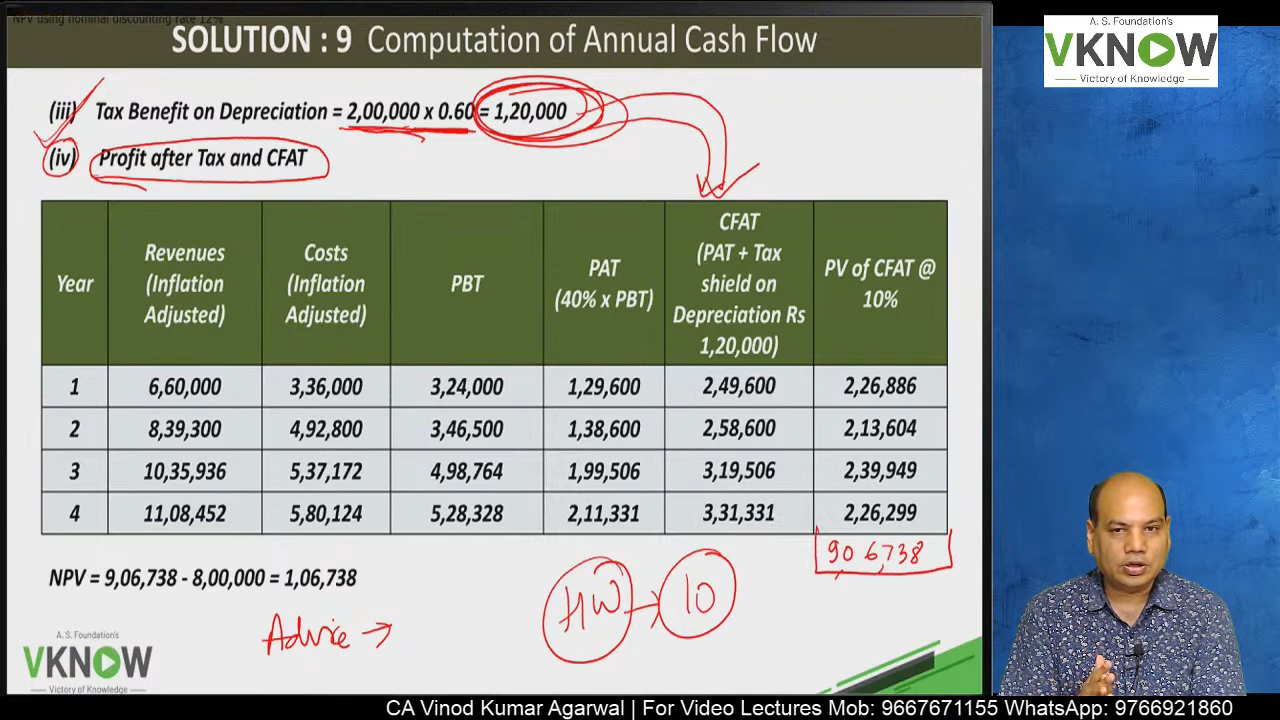 NPV using nominal discounting rate 12%
SOLUTION : 9 Computation of Annual Cash Flow
A. S. Foundation's
VKNOW
Victory of Knowledge
(iii) Tax Benefit on Depreciation = 2,00,000 x 0.60 = 1,20,000
(iv) Profit after Tax and CFAT
Year
Revenues
(Inflation
Adjusted)
Costs
(Inflation
Adjusted)
PBT
PAT
(40% x PBT)
CFAT
(PAT + Tax
shield on
Depreciation Rs
1,20,000)
PV of CFAT @
10%
1 6,60,000 3,36,000 3,24,000 1,29,600 2,49,600 2,26,886
2 8,39,300 4,92,800 3,46,500 1,38,600 2,58,600 2,13,604
3 10,35,936 5,37,172 4,98,764 1,99,506 3,19,506 2,39,949
4 11,08,452 5,80,124 5,28,328 2,11,331 3,31,331 2,26,299
9,06,738
NPV = 9,06,738 - 8,00,000 = 1,06,738
HW → 10
Advice →
A. S. Foundation's
VKNOW
Victory of Knowledge
CA Vinod Kumar Agarwal | For Video Lectures Mob: 9667671155 WhatsApp: 9766921860